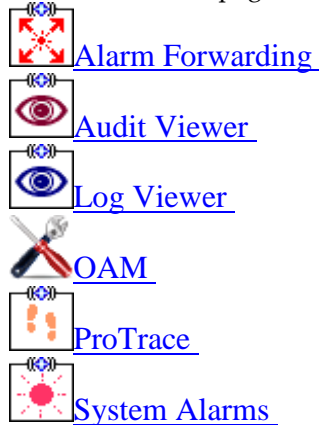 Alarm Forwarding
Audit Viewer
Log Viewer
OAM
ProTrace
System Alarms